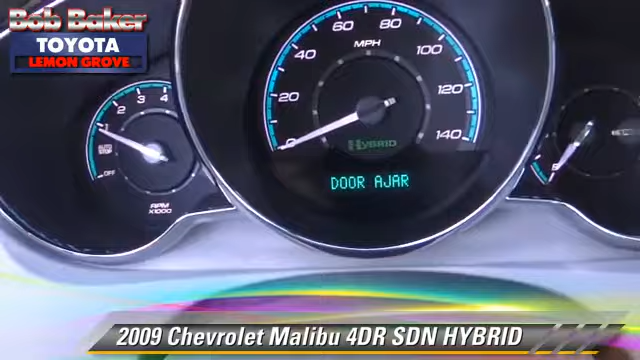 Bob Baker
TOYOTA
LEMON GROVE
20
40
60
80
100
120
140
0
MPH
HYBRID
DOOR AJAR
1
2
3
4
AUTO STOP
OFF
RPM
X1000
2009 Chevrolet Malibu 4DR SDN HYBRID